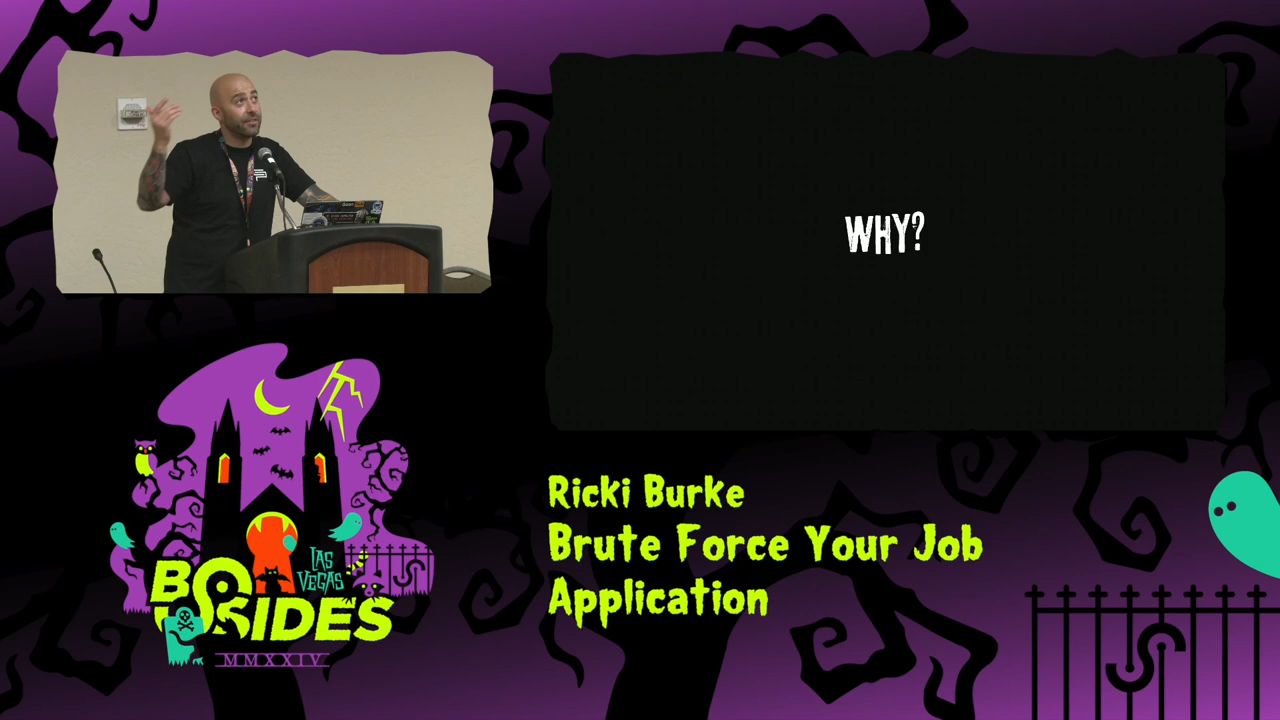 WHY?
Ricki Burke
Brute Force Your Job
Application
LAS
VEGAS
BSIDES
MMXXIV